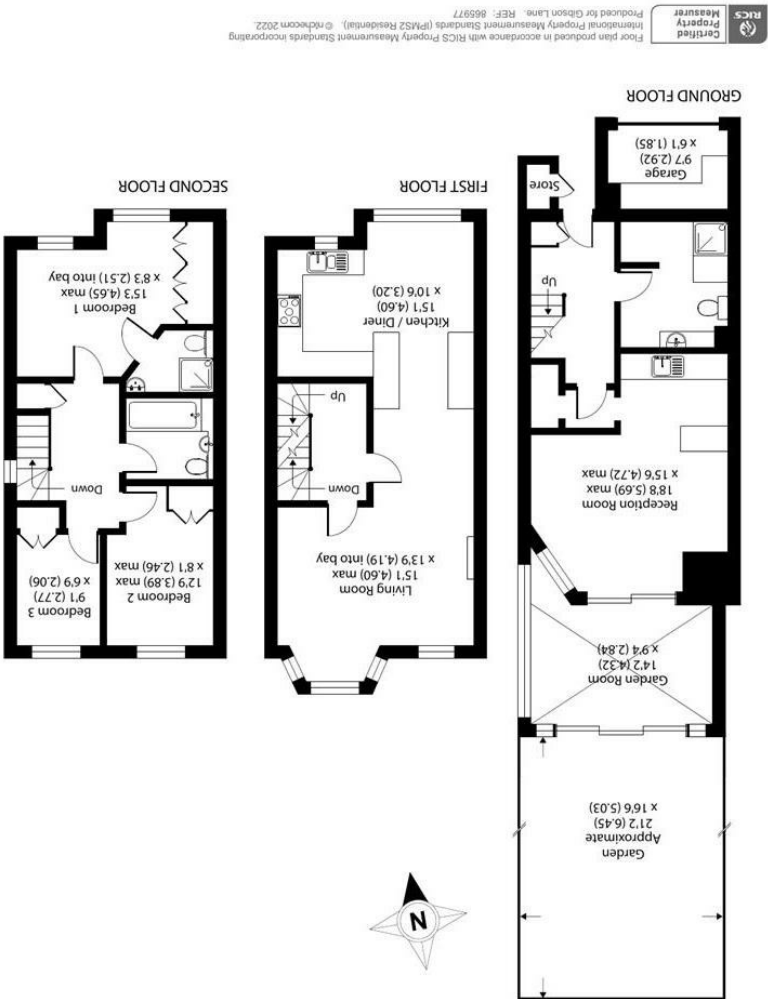 N
Garden
Approximate
21'2 (6.45)
x 16'6 (5.03)
Garden Room
14'2 (4.32)
x 9'4 (2.84)
Reception Room
18'8 (5.69) max
x 15'6 (4.72) max
Up
Store
Garage
9'7 (2.92)
x 6'1 (1.85)
GROUND FLOOR
Living Room
15'1 (4.60) max
x 13'9 (4.19) into bay
Down
Up
Kitchen / Diner
15'1 (4.60)
x 10'6 (3.20)
FIRST FLOOR
Bedroom 2
12'9 (3.89) max
x 8'1 (2.46) max
Bedroom 3
9'1 (2.77)
x 6'9 (2.06)
Down
Bedroom 1
15'3 (4.65) max
x 8'3 (2.51) into bay
SECOND FLOOR
RICS
Certified
Property
Measurer
Floor plan produced in accordance with RICS Property Measurement Standards incorporating
International Property Measurement Standards (IPMS2 Residential). © nichecom 2022.
Produced for Gibson Lane. REF: 865977